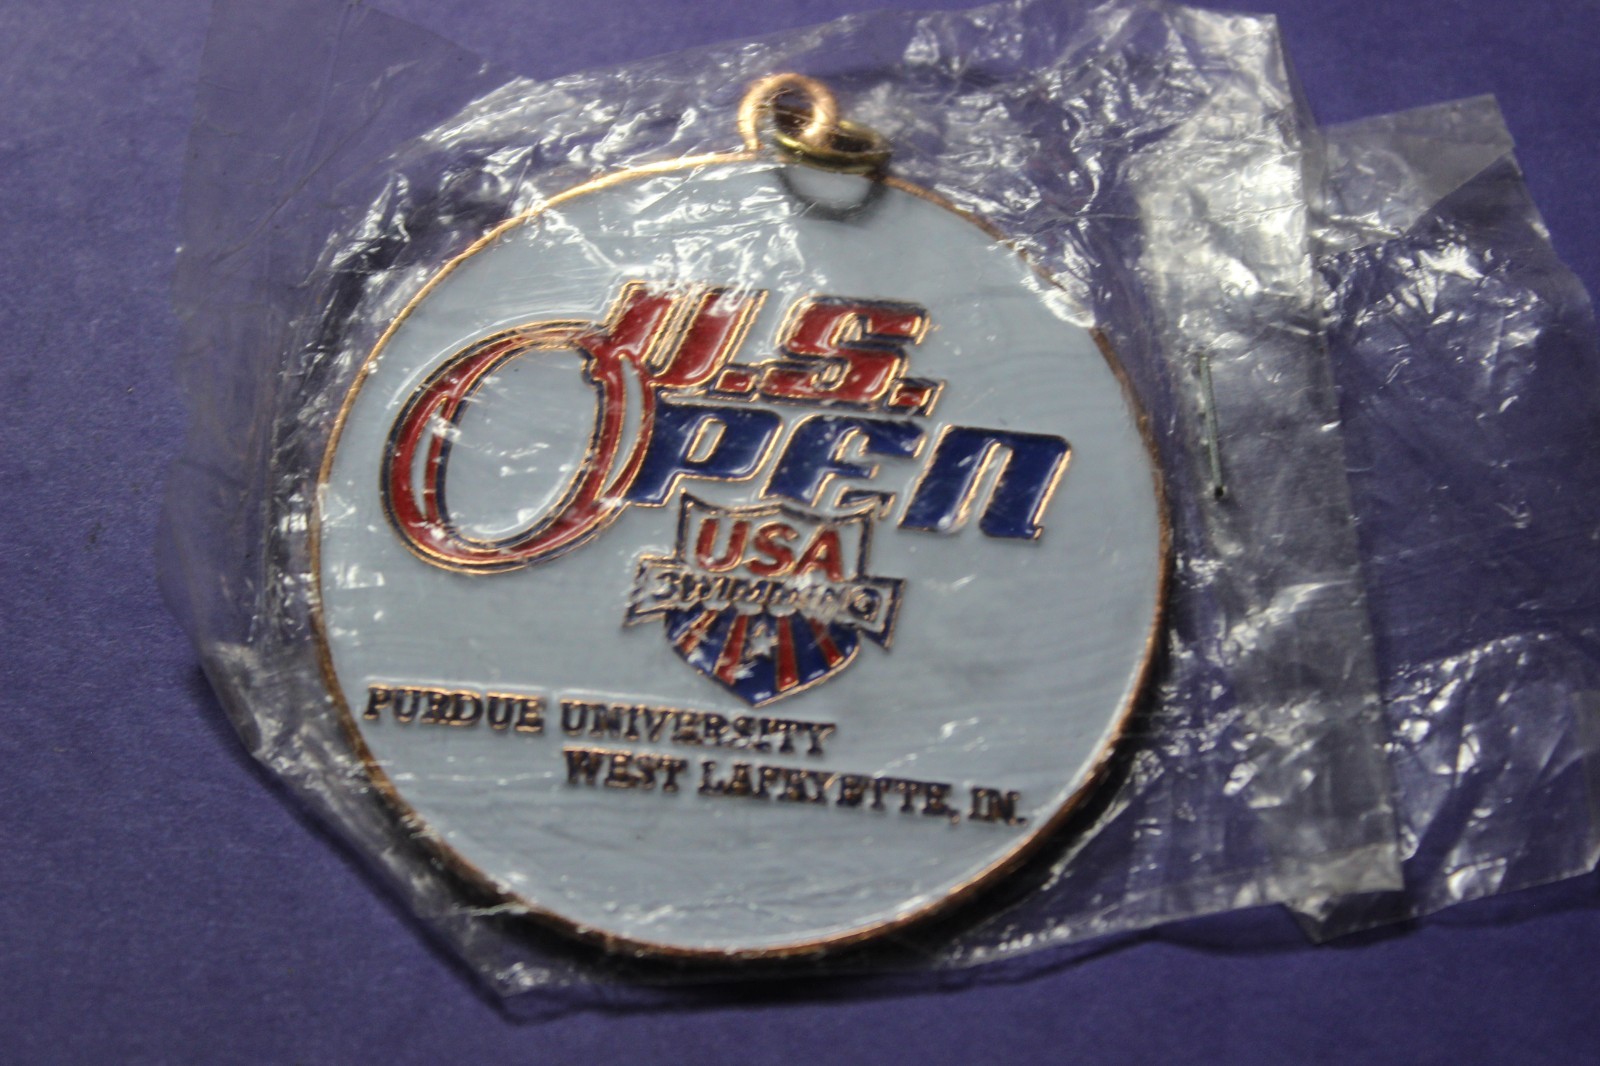 U.S.
OPEN
USA
SWIMMING
PURDUE UNIVERSITY
WEST LAFAYETTE, IN.